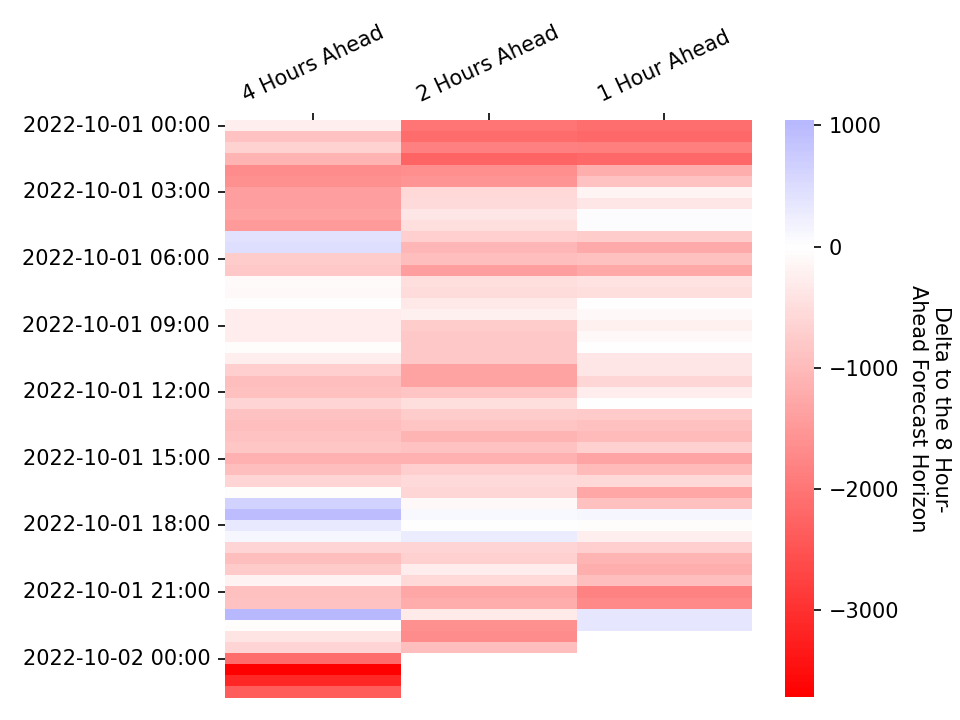 4 Hours Ahead
2 Hours Ahead
1 Hour Ahead
2022-10-01 00:00
2022-10-01 03:00
2022-10-01 06:00
2022-10-01 09:00
2022-10-01 12:00
2022-10-01 15:00
2022-10-01 18:00
2022-10-01 21:00
2022-10-02 00:00
1000
0
−1000
−2000
−3000
Delta to the 8 Hour-
Ahead Forecast Horizon